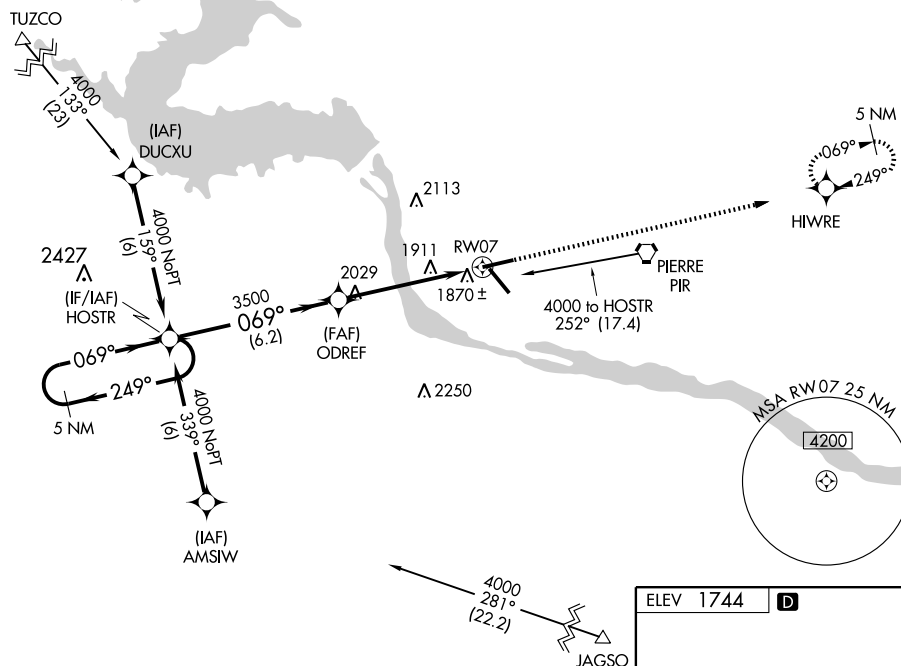 TUZCO
4000
133°
(23)
(IAF)
DUCXU
4000 NoPT
159°
(6)
2427
(IF/IAF)
HOSTR
3500
069°
(6.2)
2029
(FAF)
ODREF
069°
249°
5 NM
4000 NoPT
339°
(6)
(IAF)
AMSIW
2113
1911
RW07
1870 ±
PIERRE
PIR
4000 to HOSTR
252° (17.4)
5 NM
069°
249°
HIWRE
2250
MSA RW07 25 NM
4200
4000
281°
(22.2)
JAGSO
ELEV 1744 D